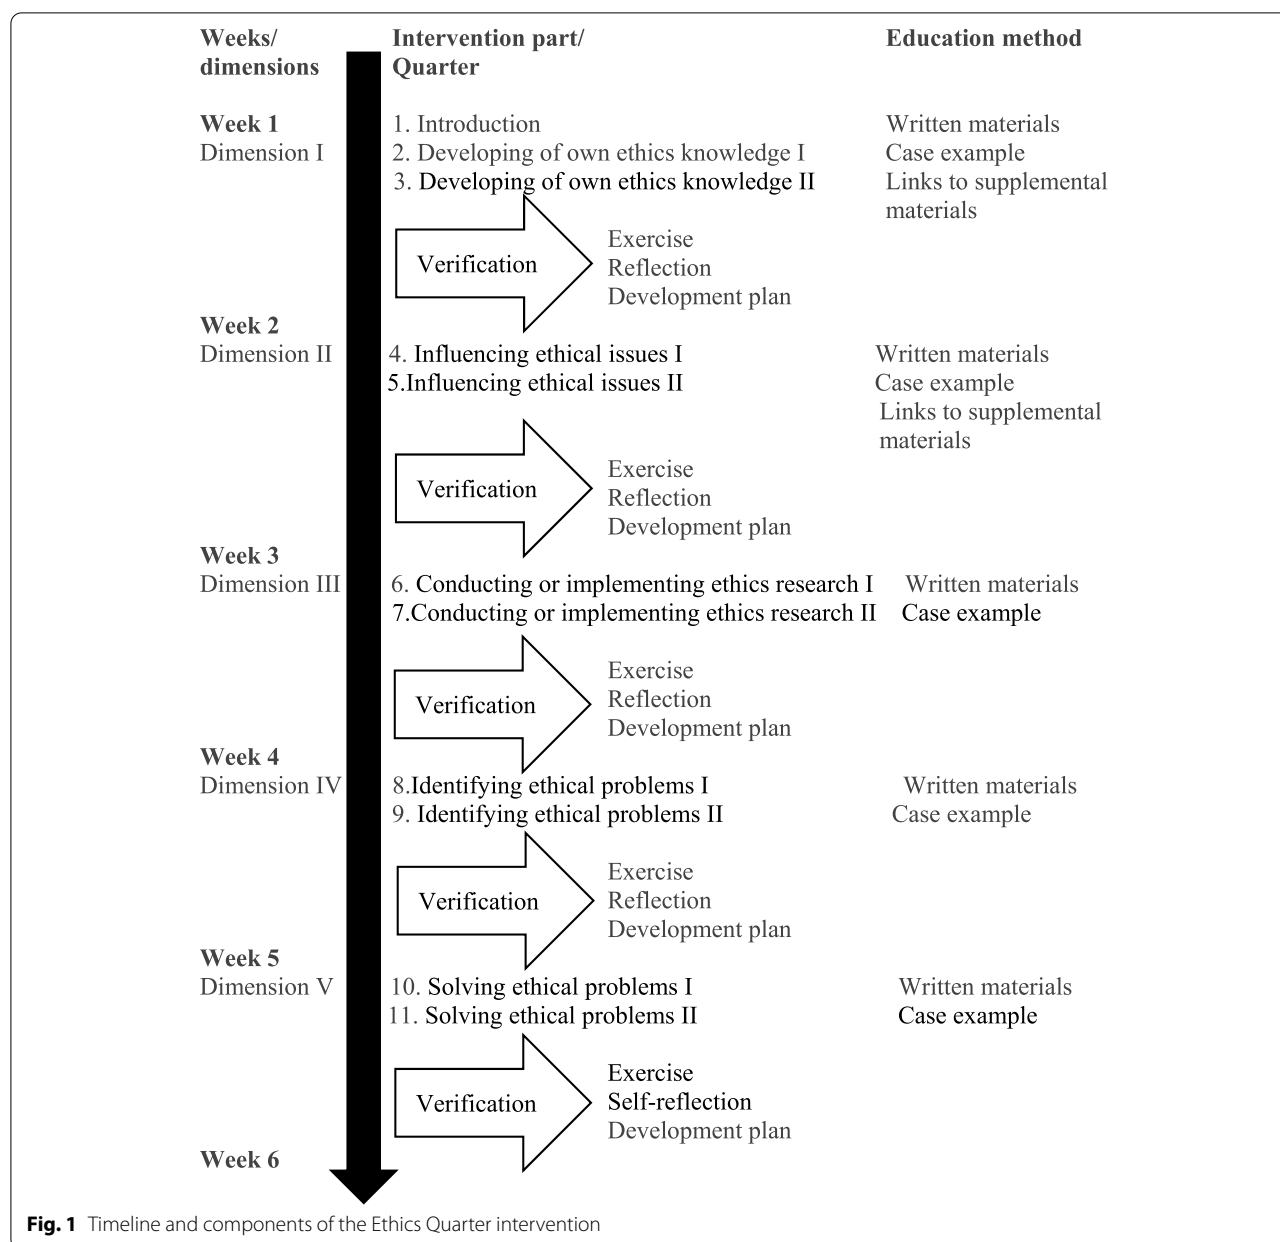 Weeks/ Intervention part/ Education method
dimensions Quarter
Week 1 1. Introduction Written materials
Dimension I 2. Developing of own ethics knowledge I Case example
3. Developing of own ethics knowledge II Links to supplemental
materials
Exercise
Verification Reflection
Development plan
Week 2
Dimension II 4. Influencing ethical issues I Written materials
5.Influencing ethical issues II Case example
Links to supplemental
materials
Exercise
Verification Reflection
Development plan
Week 3
Dimension III 6. Conducting or implementing ethics research I Written materials
7.Conducting or implementing ethics research II Case example
Exercise
Verification Reflection
Development plan
Week 4
Dimension IV 8.Identifying ethical problems I Written materials
9. Identifying ethical problems II Case example
Exercise
Verification Reflection
Development plan
Week 5
Dimension V 10. Solving ethical problems I Written materials
11. Solving ethical problems II Case example
Exercise
Verification Self-reflection
Development plan
Week 6
Fig. 1 Timeline and components of the Ethics Quarter intervention